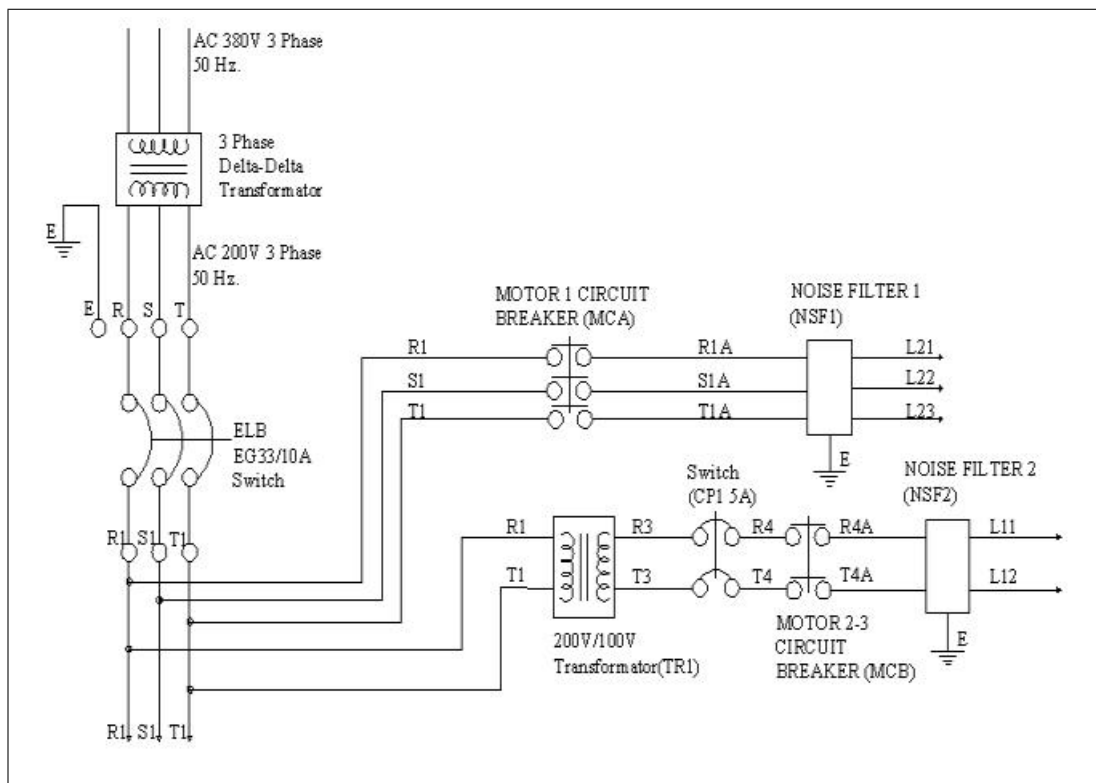 AC 380V 3 Phase
50 Hz.
3 Phase
Delta-Delta
Transformator
E
AC 200V 3 Phase
50 Hz.
E R S T
MOTOR 1 CIRCUIT
BREAKER (MCA)
NOISE FILTER 1
(NSF1)
R1 R1A L21
S1 S1A L22
T1 T1A L23
ELB
EG33/10A
Switch
E
Switch
(CP1 5A)
NOISE FILTER 2
(NSF2)
R1 S1 T1
R1 R3 R4 R4A L11
T1 T3 T4 T4A L12
E
200V/100V
Transformator(TR1)
MOTOR 2-3
CIRCUIT
BREAKER (MCB)
R1 S1 T1